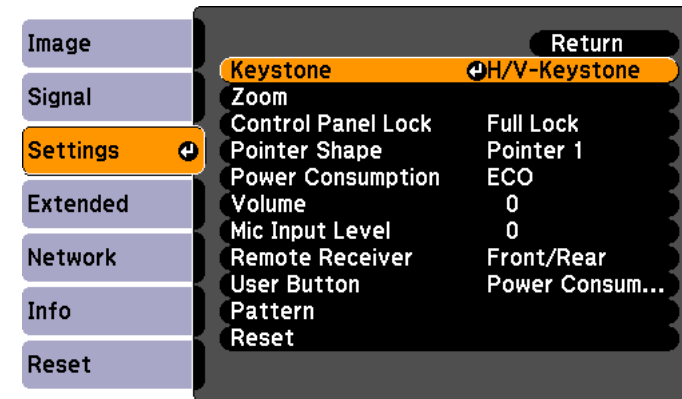 Image
Signal
Settings
Extended
Network
Info
Reset
Return
Keystone H/V-Keystone
Zoom
Control Panel Lock Full Lock
Pointer Shape Pointer 1
Power Consumption ECO
Volume 0
Mic Input Level 0
Remote Receiver Front/Rear
User Button Power Consum...
Pattern
Reset